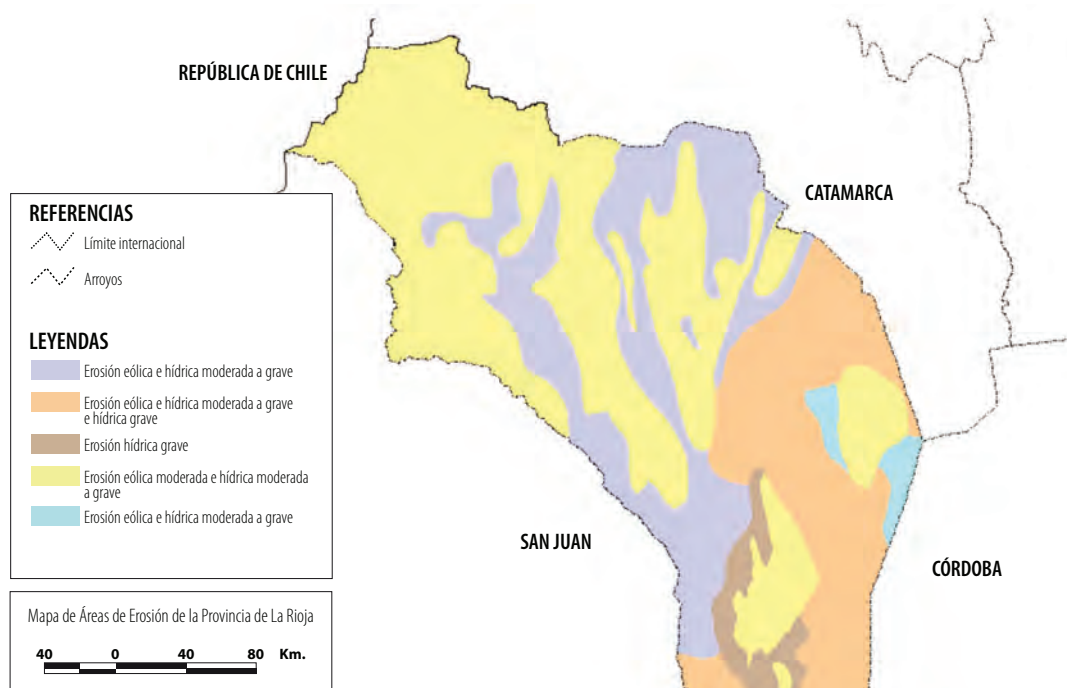 REPÚBLICA DE CHILE
CATAMARCA
REFERENCIAS
Límite internacional
Arroyos
LEYENDAS
Erosión eólica e hídrica moderada a grave
Erosión eólica e hídrica moderada a grave
e hídrica grave
Erosión hídrica grave
Erosión eólica moderada e hídrica moderada
a grave
Erosión eólica e hídrica moderada a grave
SAN JUAN
CÓRDOBA
Mapa de Áreas de Erosión de la Provincia de La Rioja
40 0 40 80 Km.